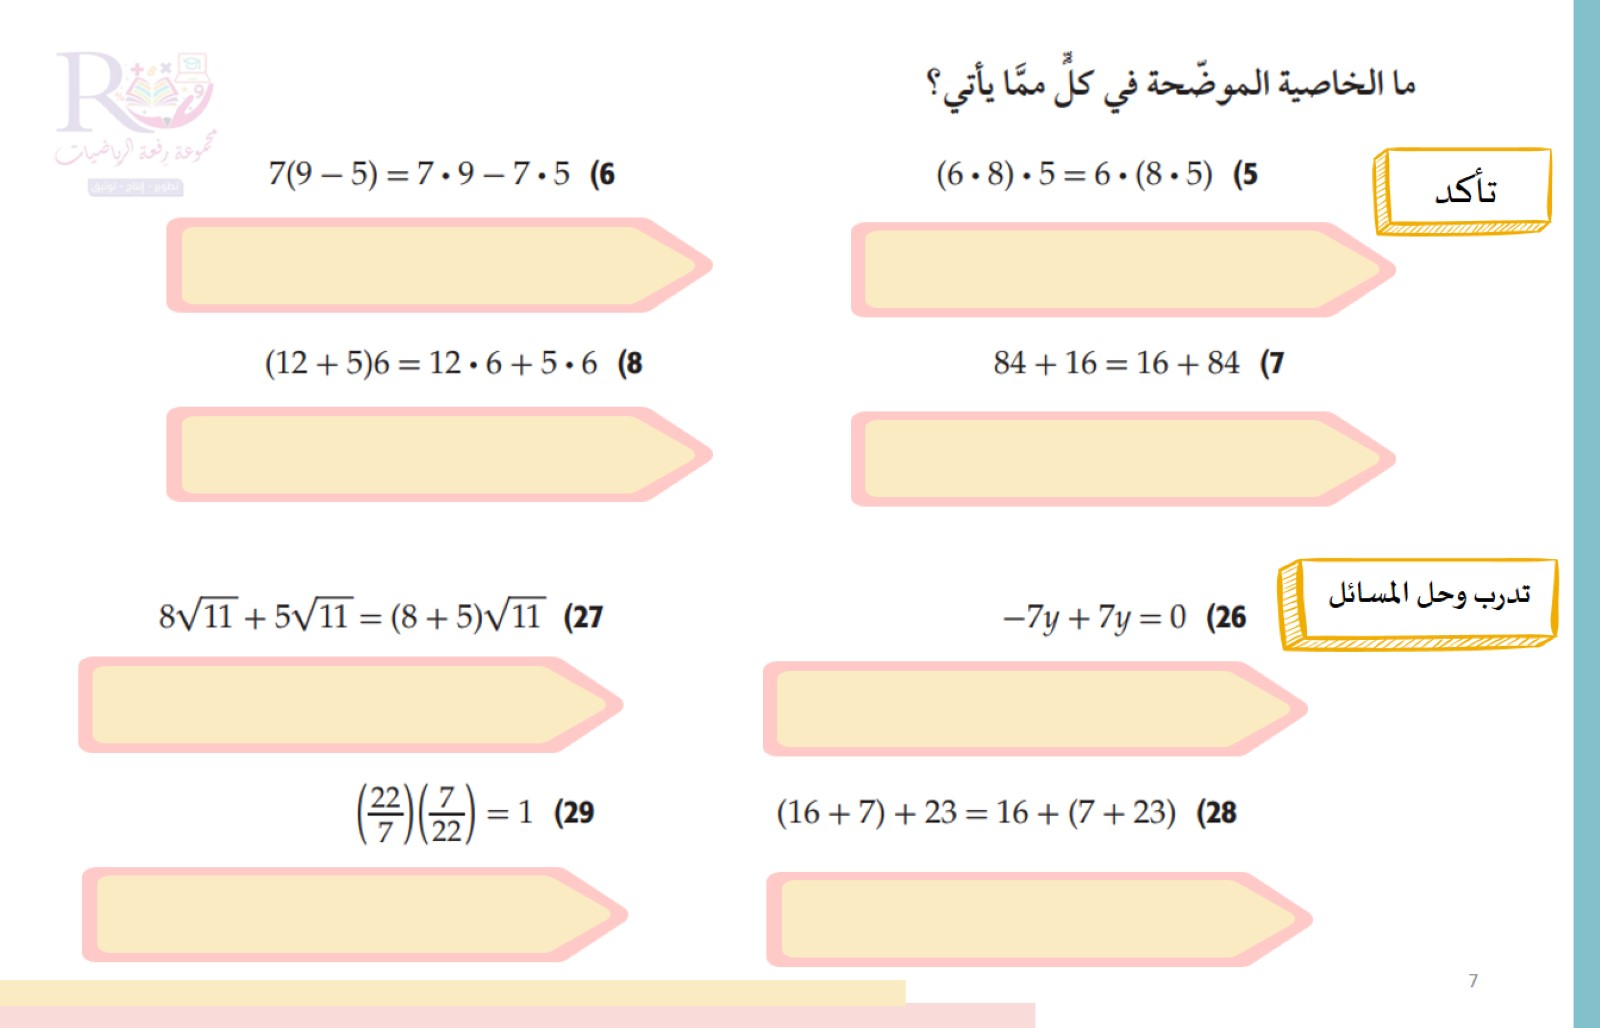 ما الخاصية الموضّحة في كلٍّ ممَّا يأتي؟
تأكد
(5 (6 • 8) • 5 = 6 • (8 • 5)
(6 7(9 − 5) = 7 • 9 − 7 • 5
(7 84 + 16 = 16 + 84
(8 (12 + 5)6 = 12 • 6 + 5 • 6
تدرب وحل المسائل
(26 −7y + 7y = 0
(27 8√11 + 5√11 = (8 + 5)√11
(28 (16 + 7) + 23 = 16 + (7 + 23)
(29 (22/7)(7/22) = 1
R
مجموعة رفعة الرياضيات
تطوير - إنتاج - توثيق
7